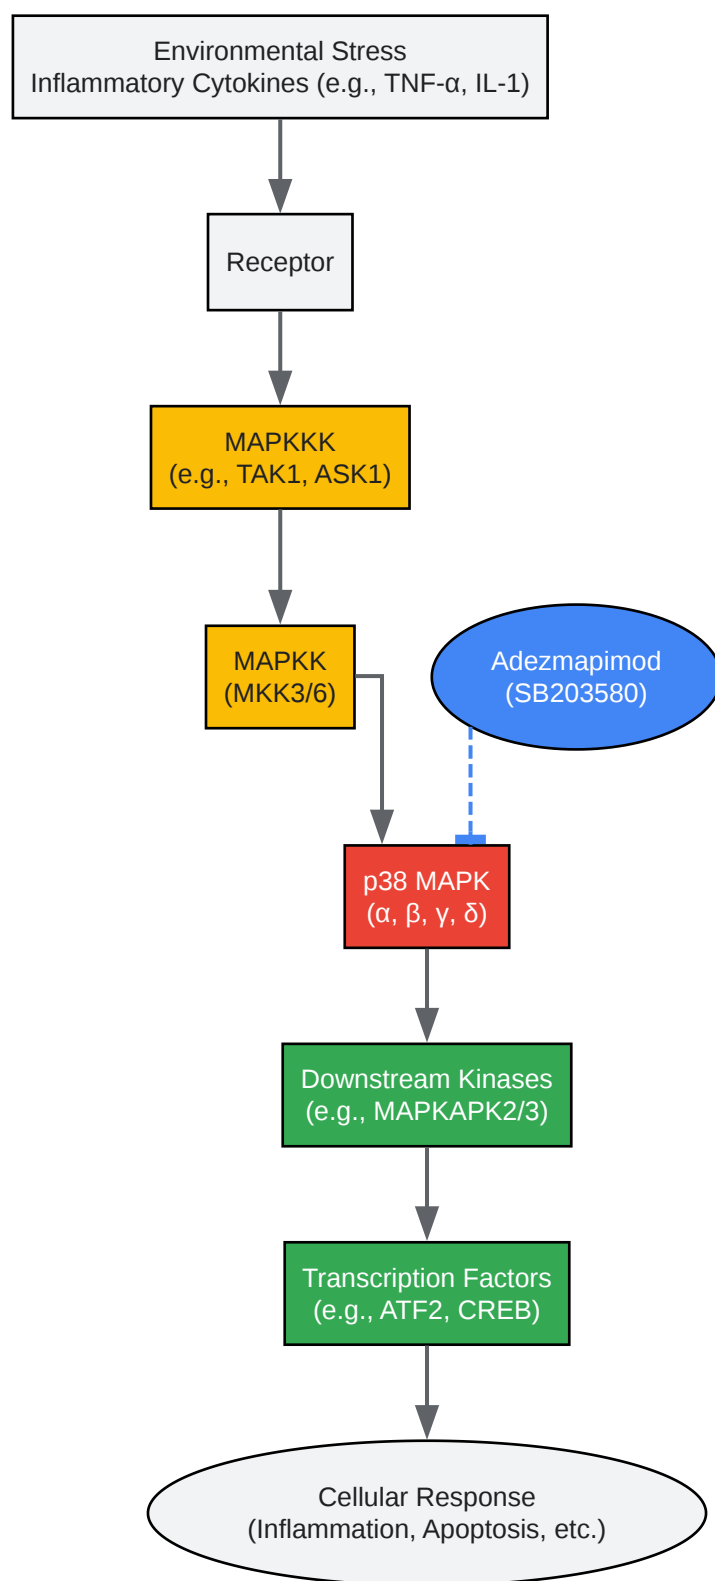 Environmental Stress
Inflammatory Cytokines (e.g., TNF-α, IL-1)
Receptor
MAPKKK
(e.g., TAK1, ASK1)
MAPKK
(MKK3/6)
Adezmapimod
(SB203580)
p38 MAPK
(α, β, γ, δ)
Downstream Kinases
(e.g., MAPKAPK2/3)
Transcription Factors
(e.g., ATF2, CREB)
Cellular Response
(Inflammation, Apoptosis, etc.)